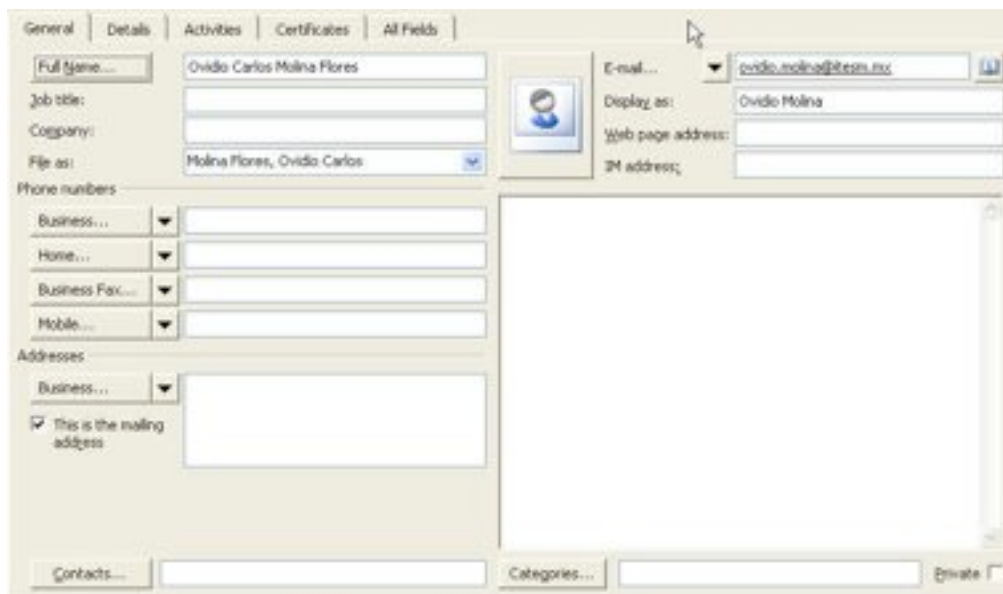 General Details Activities Certificates All Fields
Full Name... Ovidio Carlos Molina Flores
Job title:
Company:
File as: Molina Flores, Ovidio Carlos
E-mail... ovidio.molina@itesm.mx
Display as: Ovidio Molina
Web page address:
IM address:
Phone numbers
Business...
Home...
Business Fax...
Mobile...
Addresses
Business...
This is the mailing
address
Contacts...
Categories...
Private